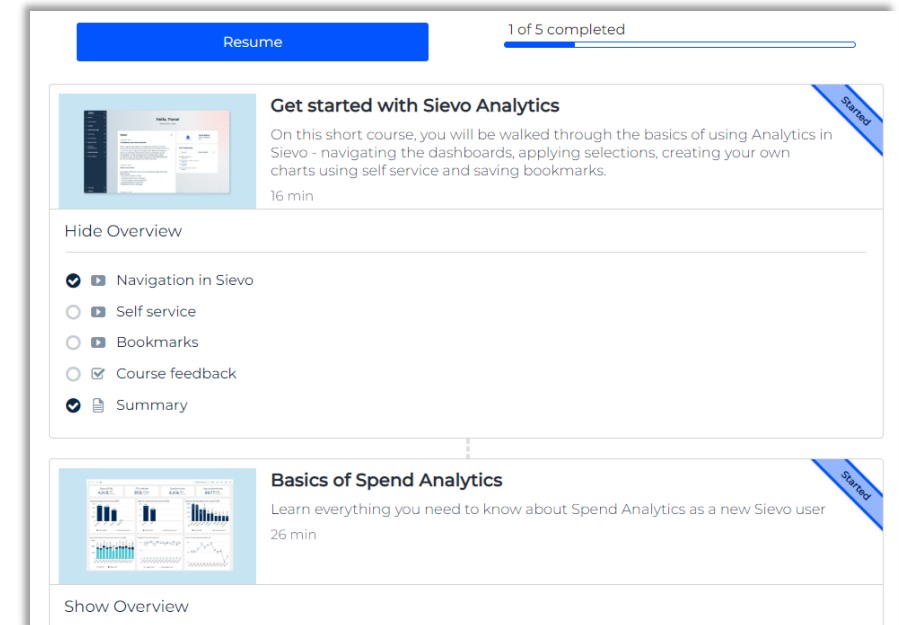 Resume
1 of 5 completed
Get started with Sievo Analytics
Started
On this short course, you will be walked through the basics of using Analytics in
Sievo - navigating the dashboards, applying selections, creating your own
charts using self service and saving bookmarks.
16 min
Hide Overview
Navigation in Sievo
Self service
Bookmarks
Course feedback
Summary
Basics of Spend Analytics
Started
Learn everything you need to know about Spend Analytics as a new Sievo user
26 min
Show Overview